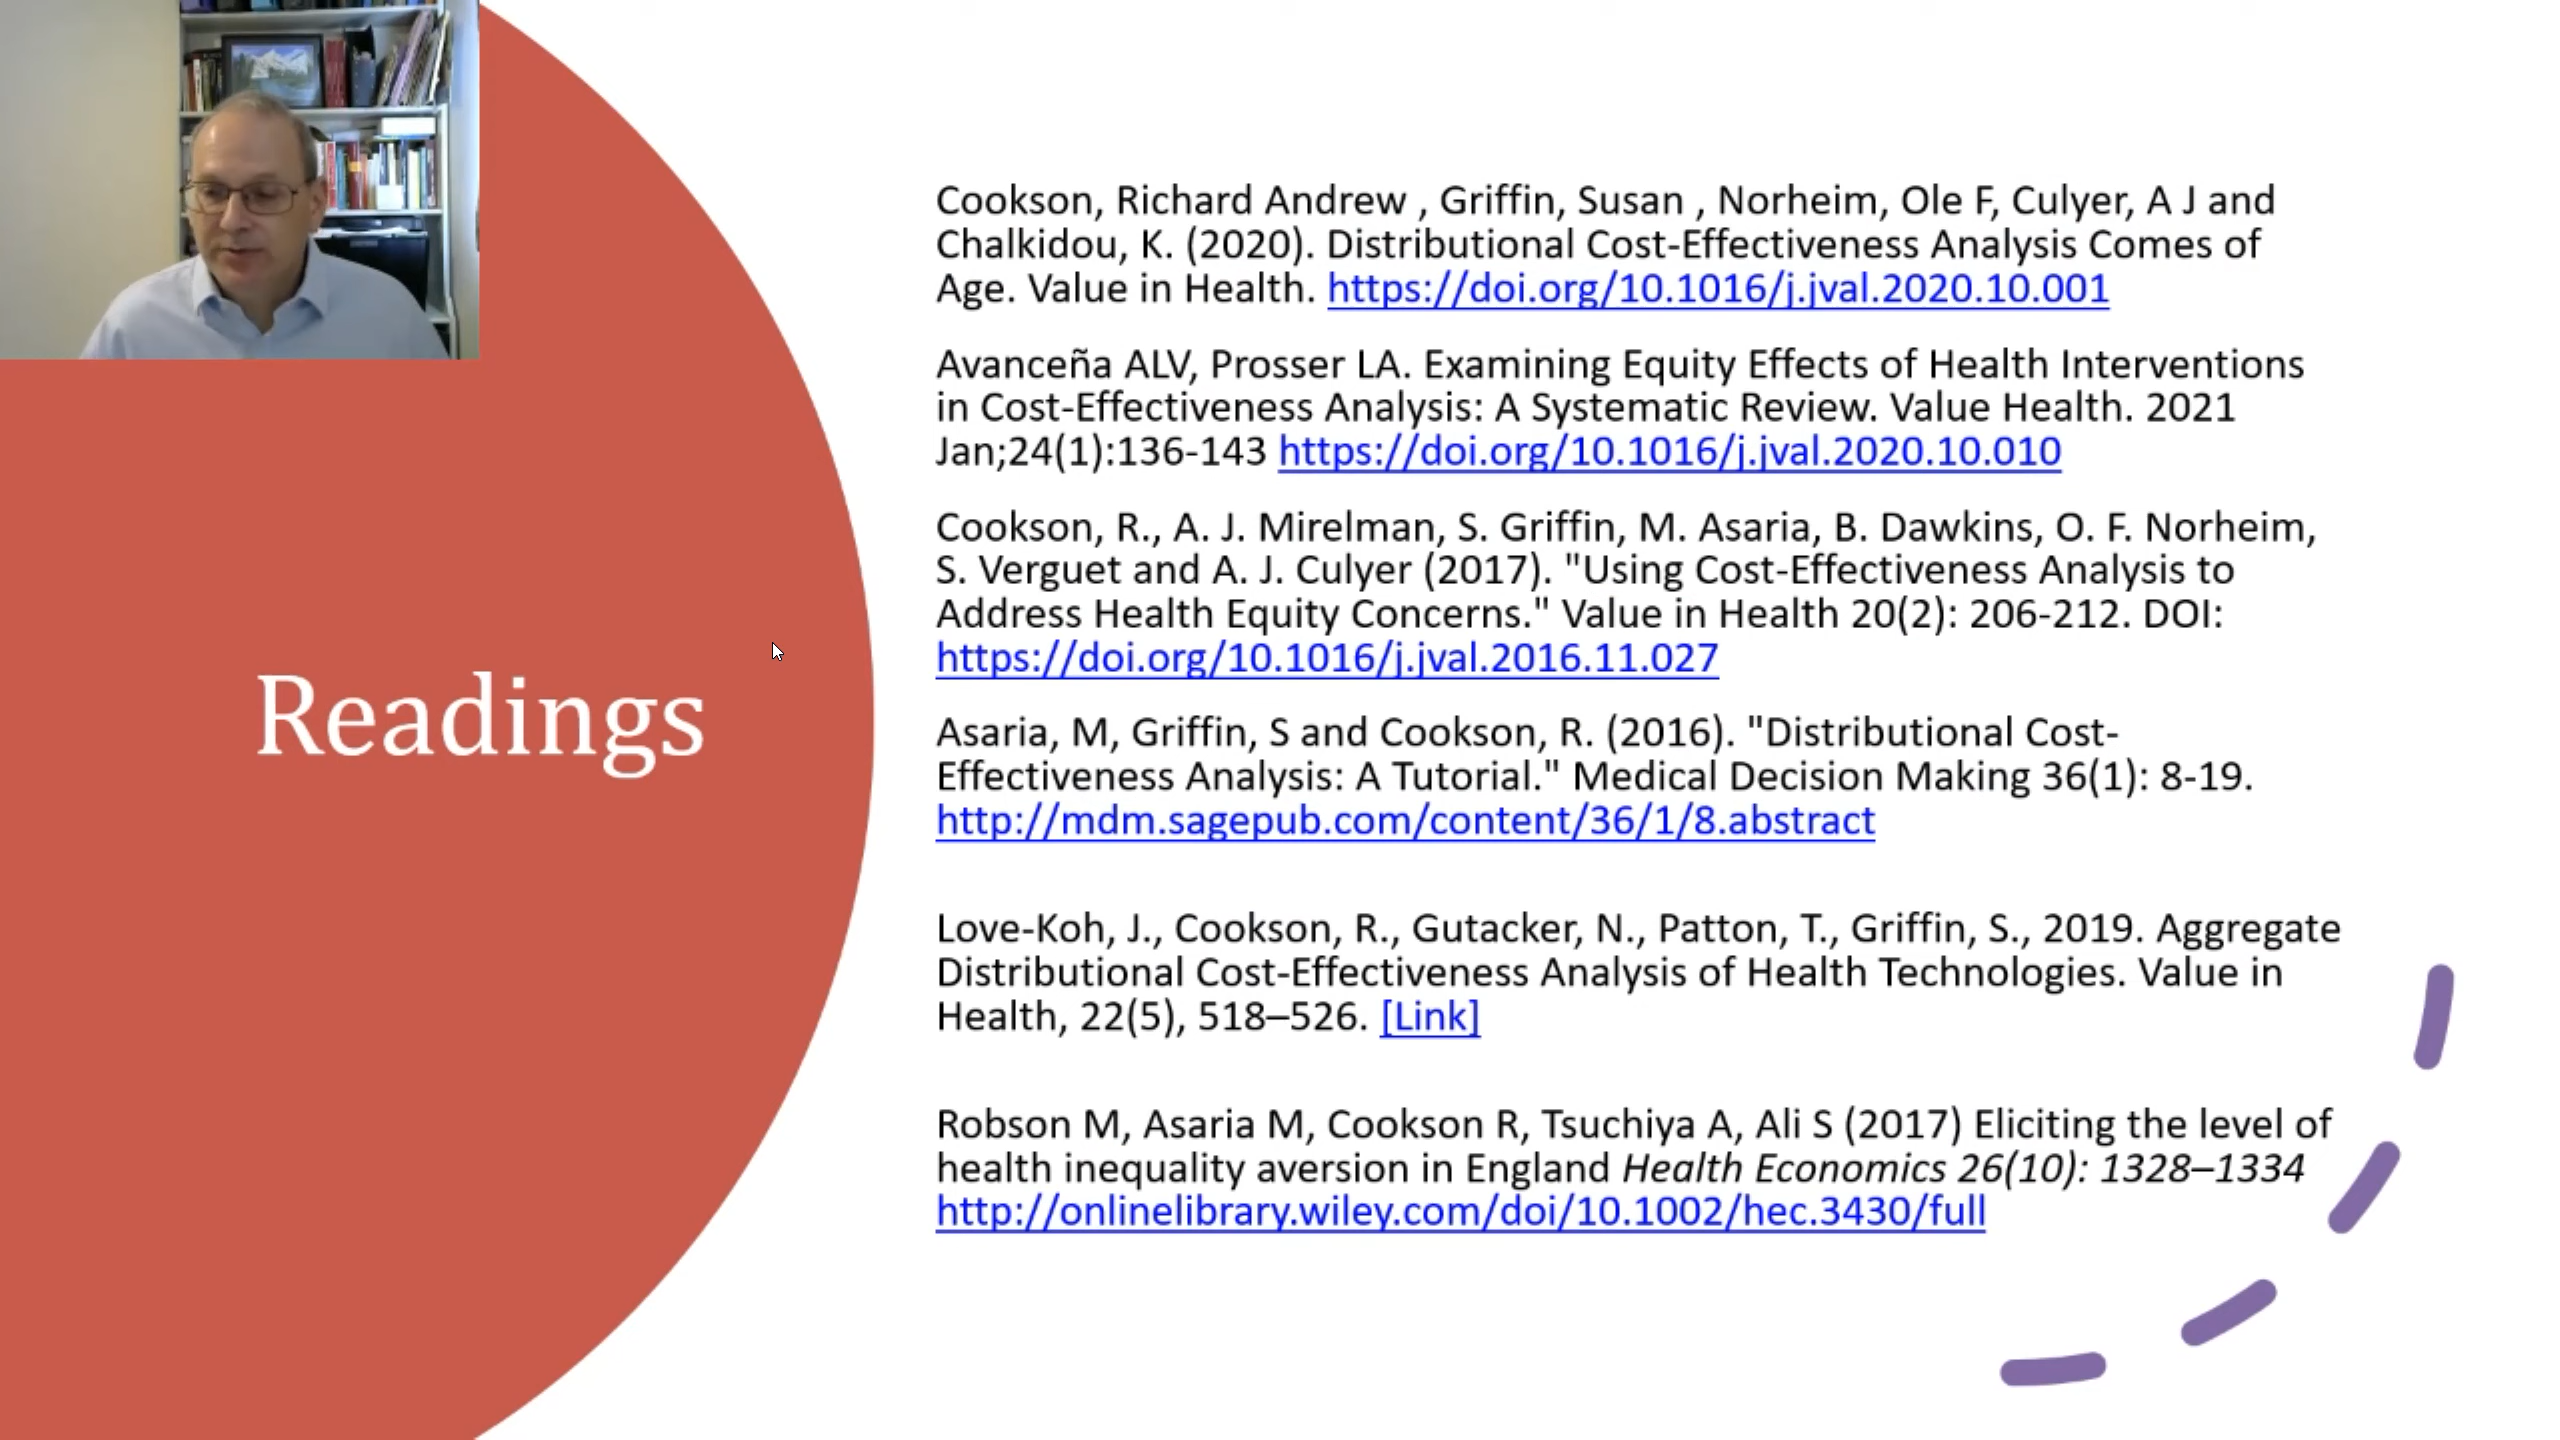 Readings
Cookson, Richard Andrew , Griffin, Susan , Norheim, Ole F, Culyer, A J and
Chalkidou, K. (2020). Distributional Cost-Effectiveness Analysis Comes of
Age. Value in Health. https://doi.org/10.1016/j.jval.2020.10.001
Avanceña ALV, Prosser LA. Examining Equity Effects of Health Interventions
in Cost-Effectiveness Analysis: A Systematic Review. Value Health. 2021
Jan;24(1):136-143 https://doi.org/10.1016/j.jval.2020.10.010
Cookson, R., A. J. Mirelman, S. Griffin, M. Asaria, B. Dawkins, O. F. Norheim,
S. Verguet and A. J. Culyer (2017). "Using Cost-Effectiveness Analysis to
Address Health Equity Concerns." Value in Health 20(2): 206-212. DOI:
https://doi.org/10.1016/j.jval.2016.11.027
Asaria, M, Griffin, S and Cookson, R. (2016). "Distributional Cost-
Effectiveness Analysis: A Tutorial." Medical Decision Making 36(1): 8-19.
http://mdm.sagepub.com/content/36/1/8.abstract
Love-Koh, J., Cookson, R., Gutacker, N., Patton, T., Griffin, S., 2019. Aggregate
Distributional Cost-Effectiveness Analysis of Health Technologies. Value in
Health, 22(5), 518–526. [Link]
Robson M, Asaria M, Cookson R, Tsuchiya A, Ali S (2017) Eliciting the level of
health inequality aversion in England Health Economics 26(10): 1328–1334
http://onlinelibrary.wiley.com/doi/10.1002/hec.3430/full